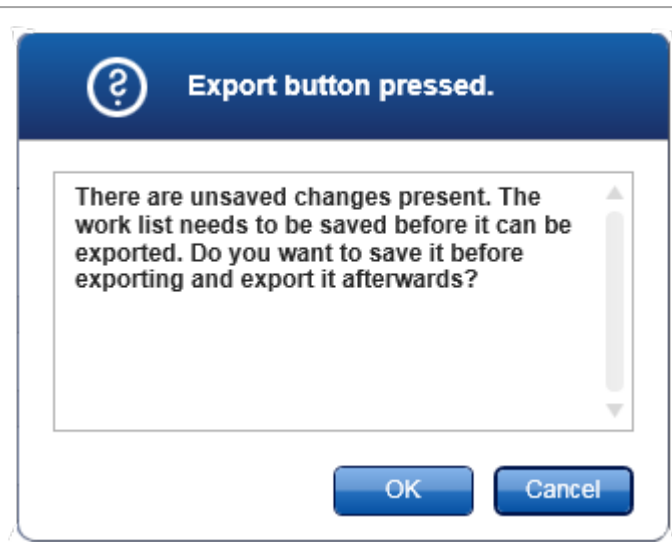 Export button pressed.
There are unsaved changes present. The
work list needs to be saved before it can be
exported. Do you want to save it before
exporting and export it afterwards?
OK
Cancel